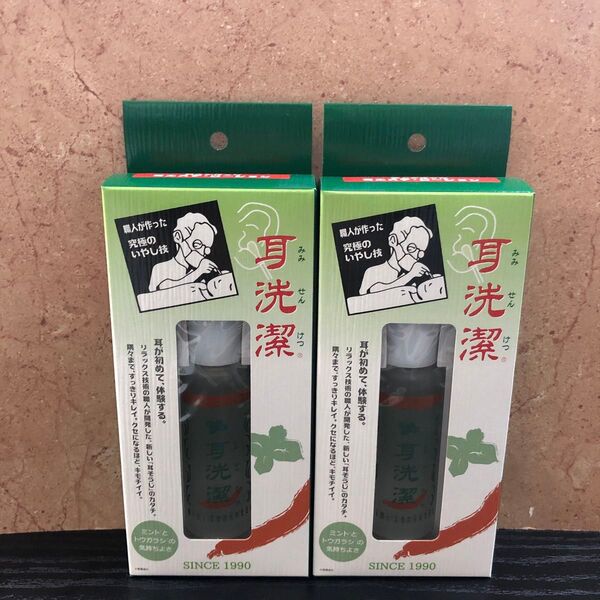 職人が作った
究極の
いやし技
耳洗潔®
みみ せん けつ
耳が初めて、体験する。
リラックス技術の職人が開発した、新しい「耳そうじ」のカタチ。
隅々まで、すっきりキレイ。クセになるほど、キモチイイ。
耳洗潔
ミントと
トウガラシの
気持ちよさ
SINCE 1990
職人が作った
究極の
いやし技
耳洗潔®
みみ せん けつ
耳が初めて、体験する。
リラックス技術の職人が開発した、新しい「耳そうじ」のカタチ。
隅々まで、すっきりキレイ。クセになるほど、キモチイイ。
耳洗潔
ミントと
トウガラシの
気持ちよさ
SINCE 1990